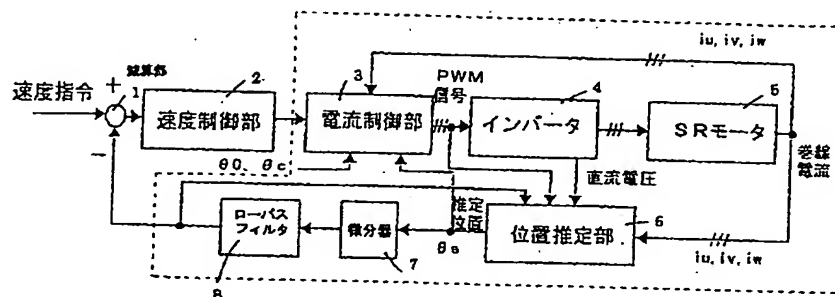 iu, iv, iw
+
減算部
1
2
3
PWM
信号
4
5
速度指令
速度制御部
電流制御部
インバータ
SRモータ
−
θ0、θc
直流電圧
巻線
電流
ローパス
フィルタ
微分器
推定
位置
位置推定部
6
8
7
θs
iu, iv, iw